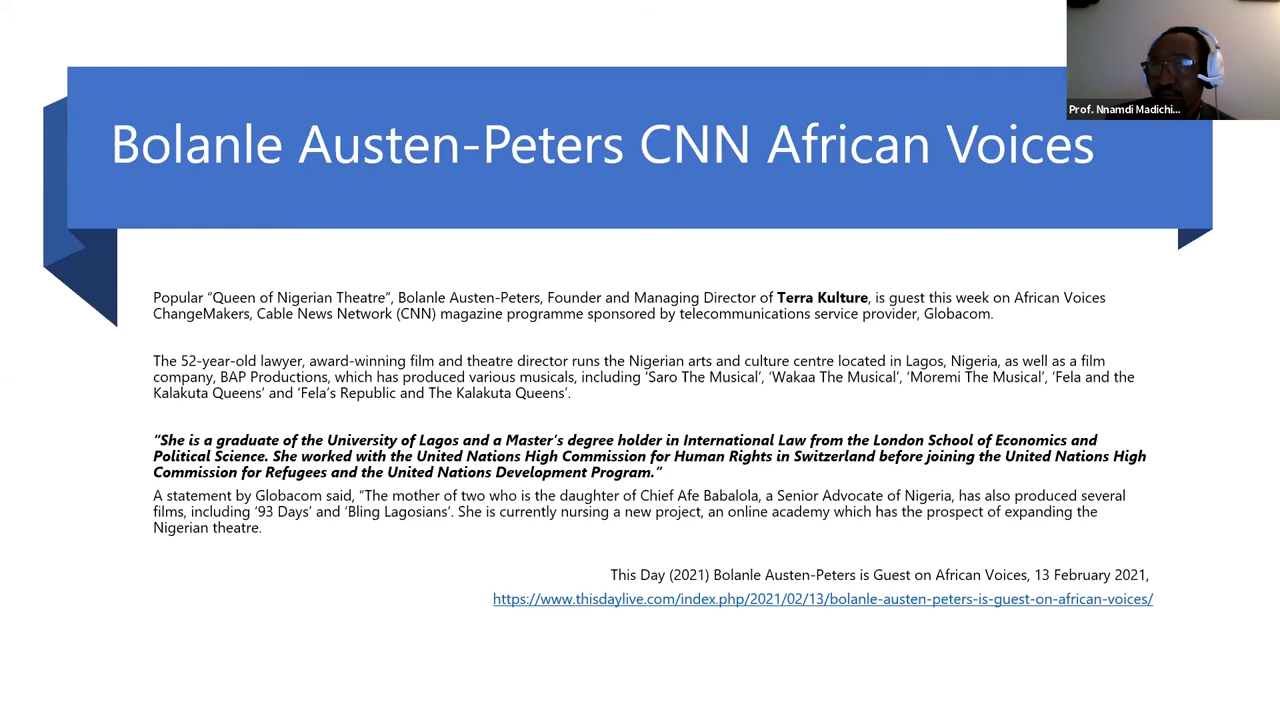 Prof. Nnamdi Madichi...
Bolanle Austen-Peters CNN African Voices
Popular “Queen of Nigerian Theatre”, Bolanle Austen-Peters, Founder and Managing Director of Terra Kulture, is guest this week on African Voices
ChangeMakers, Cable News Network (CNN) magazine programme sponsored by telecommunications service provider, Globacom.
The 52-year-old lawyer, award-winning film and theatre director runs the Nigerian arts and culture centre located in Lagos, Nigeria, as well as a film
company, BAP Productions, which has produced various musicals, including ‘Saro The Musical’, ‘Wakaa The Musical’, ‘Moremi The Musical’, ‘Fela and the
Kalakuta Queens’ and ‘Fela’s Republic and The Kalakuta Queens’.
“She is a graduate of the University of Lagos and a Master’s degree holder in International Law from the London School of Economics and
Political Science. She worked with the United Nations High Commission for Human Rights in Switzerland before joining the United Nations High
Commission for Refugees and the United Nations Development Program.”
A statement by Globacom said, “The mother of two who is the daughter of Chief Afe Babalola, a Senior Advocate of Nigeria, has also produced several
films, including ‘93 Days’ and ‘Bling Lagosians’. She is currently nursing a new project, an online academy which has the prospect of expanding the
Nigerian theatre.
This Day (2021) Bolanle Austen-Peters is Guest on African Voices, 13 February 2021,
https://www.thisdaylive.com/index.php/2021/02/13/bolanle-austen-peters-is-guest-on-african-voices/